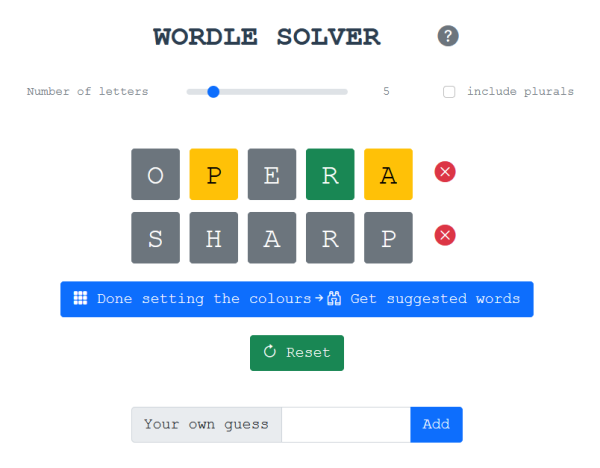 WORDLE SOLVER ?
Number of letters 5 include plurals
O P E R A
S H A R P
Done setting the colours → Get suggested words
Reset
Your own guess Add